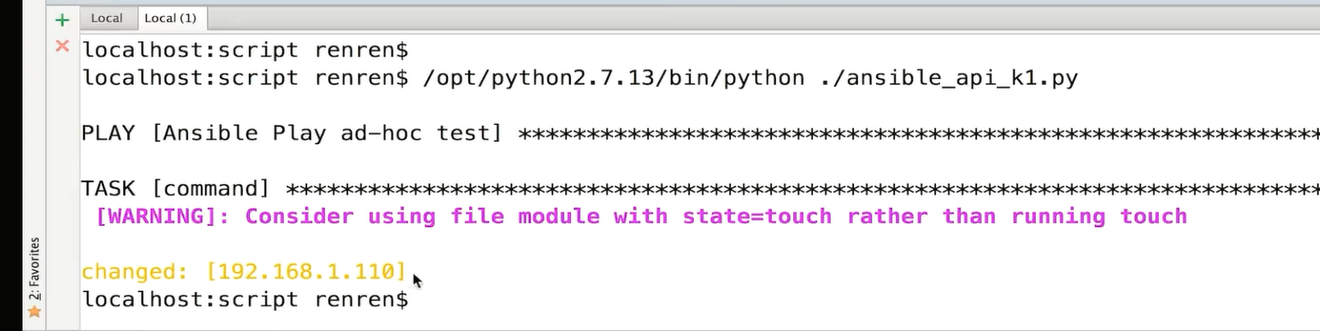 Local
Local (1)
localhost:script renren$
localhost:script renren$ /opt/python2.7.13/bin/python ./ansible_api_k1.py
PLAY [Ansible Play ad-hoc test] *************************************************************
TASK [command] ******************************************************************************
[WARNING]: Consider using file module with state=touch rather than running touch
changed: [192.168.1.110]
localhost:script renren$
2: Favorites